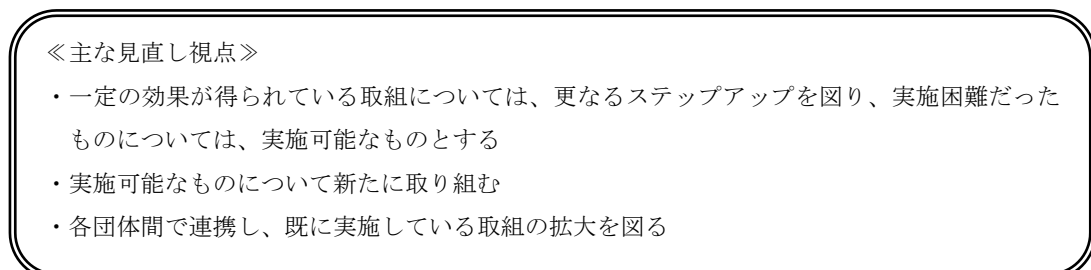 ≪主な見直し視点≫
・一定の効果が得られている取組については、更なるステップアップを図り、実施困難だった
ものについては、実施可能なものとする
・実施可能なものについて新たに取り組む
・各団体間で連携し、既に実施している取組の拡大を図る